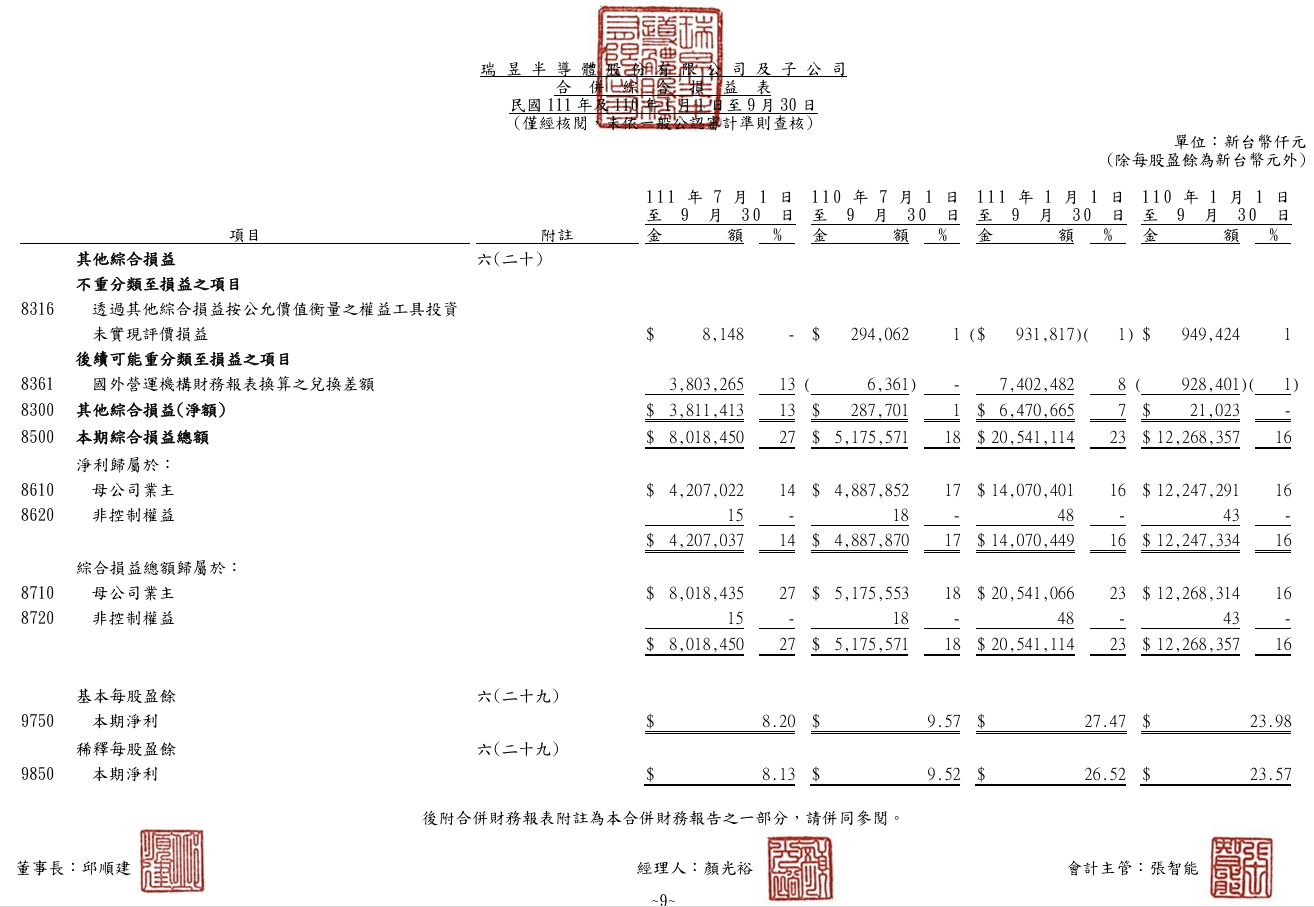 瑞昱半導體股份有限公司及子公司
合併綜合損益表
民國111年及110年1月1日至9月30日
(僅經核閱、未依一般公認審計準則查核)
單位：新台幣仟元
(除每股盈餘為新台幣元外)
111年7月1日 110年7月1日 111年1月1日 110年1月1日
至9月30日 至9月30日 至9月30日 至9月30日
項目 附註 金額 % 金額 % 金額 % 金額 %
其他綜合損益 六(二十)
不重分類至損益之項目
8316 透過其他綜合損益按公允價值衡量之權益工具投資
未實現評價損益 $ 8,148 - $ 294,062 1 ($ 931,817)( 1) $ 949,424 1
後續可能重分類至損益之項目
8361 國外營運機構財務報表換算之兌換差額 3,803,265 13 ( 6,361) - 7,402,482 8 ( 928,401)( 1)
8300 其他綜合損益(淨額) $ 3,811,413 13 $ 287,701 1 $ 6,470,665 7 $ 21,023 -
8500 本期綜合損益總額 $ 8,018,450 27 $ 5,175,571 18 $ 20,541,114 23 $ 12,268,357 16
淨利歸屬於：
8610 母公司業主 $ 4,207,022 14 $ 4,887,852 17 $ 14,070,401 16 $ 12,247,291 16
8620 非控制權益 15 - 18 - 48 - 43 -
$ 4,207,037 14 $ 4,887,870 17 $ 14,070,449 16 $ 12,247,334 16
綜合損益總額歸屬於：
8710 母公司業主 $ 8,018,435 27 $ 5,175,553 18 $ 20,541,066 23 $ 12,268,314 16
8720 非控制權益 15 - 18 - 48 - 43 -
$ 8,018,450 27 $ 5,175,571 18 $ 20,541,114 23 $ 12,268,357 16
基本每股盈餘 六(二十九)
9750 本期淨利 $ 8.20 $ 9.57 $ 27.47 $ 23.98
稀釋每股盈餘 六(二十九)
9850 本期淨利 $ 8.13 $ 9.52 $ 26.52 $ 23.57
後附合併財務報表附註為本合併財務報告之一部分，請併同參閱。
董事長：邱順建 經理人：顏光裕 會計主管：張智能
~9~